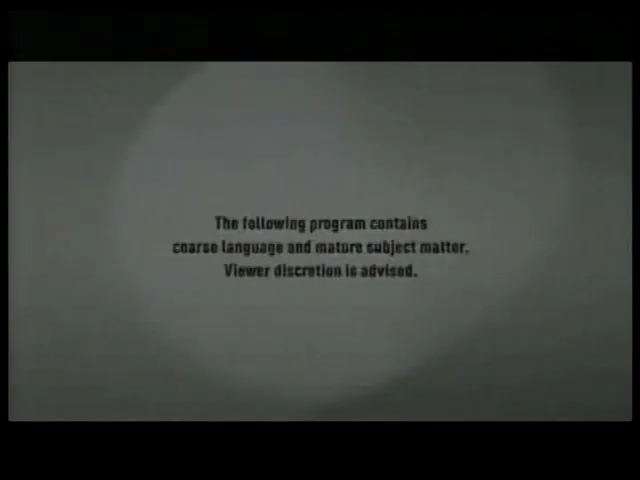 The following program contains
coarse language and mature subject matter.
Viewer discretion is advised.